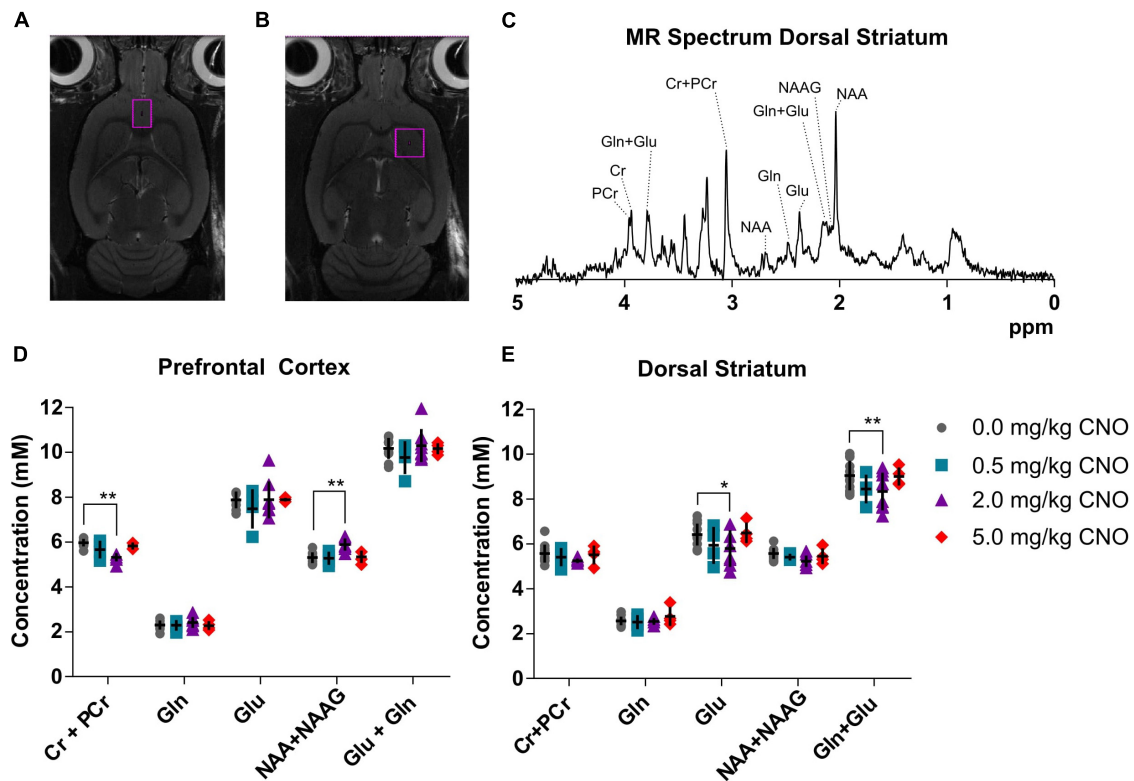 A
B
C
MR Spectrum Dorsal Striatum
Cr+PCr
NAAG
NAA
Gln+Glu
Gln+Glu
Cr
PCr
Gln
Glu
NAA
5
4
3
2
1
0
ppm
D
Prefrontal Cortex
Concentration (mM)
12
10
8
6
4
2
0
**
**
Cr + PCr
Gln
Glu
NAA+NAAG
Glu + Gln
E
Dorsal Striatum
Concentration (mM)
12
10
8
6
4
2
0
*
**
Cr+PCr
Gln
Glu
NAA+NAAG
Gln+Glu
0.0 mg/kg CNO
0.5 mg/kg CNO
2.0 mg/kg CNO
5.0 mg/kg CNO